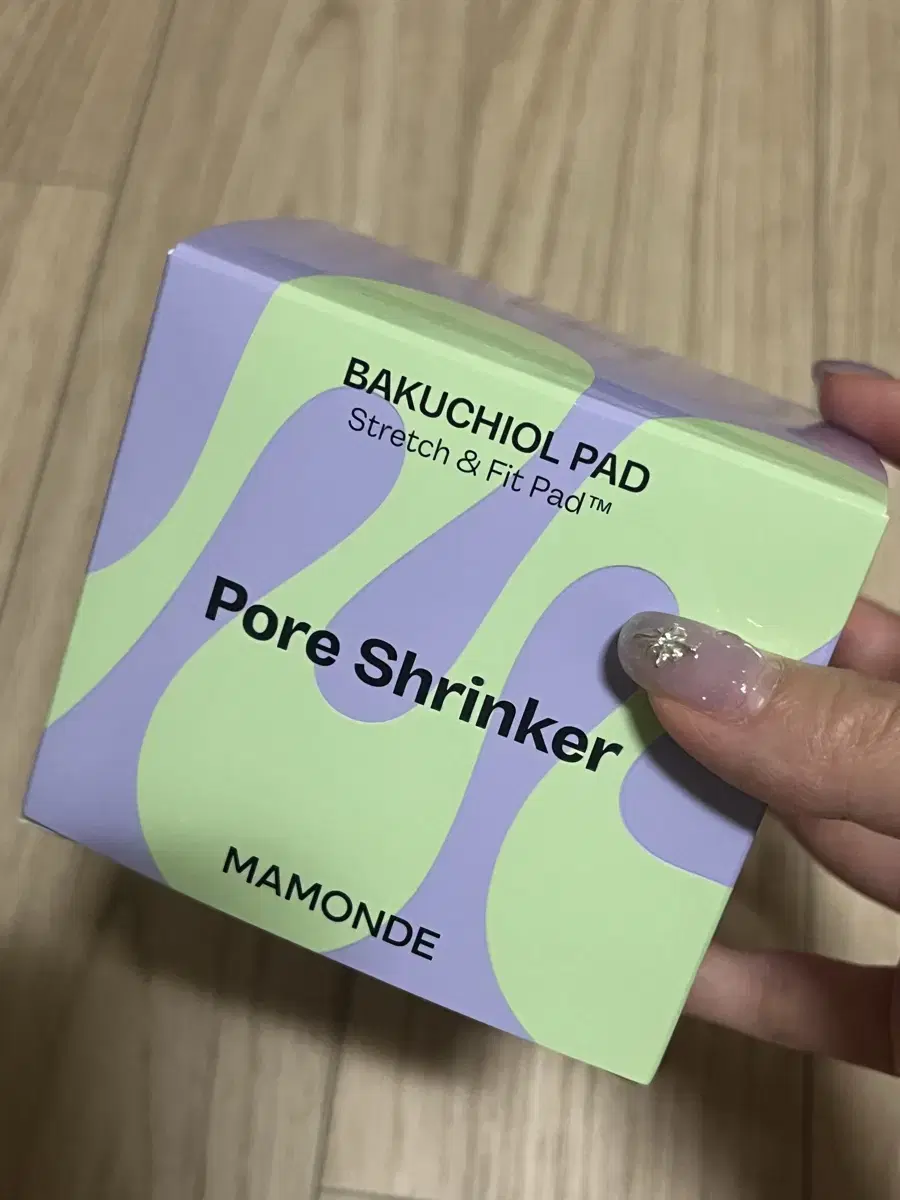 BAKUCHIOL PAD
Stretch & Fit Pad™
Pore Shrinker
MAMONDE